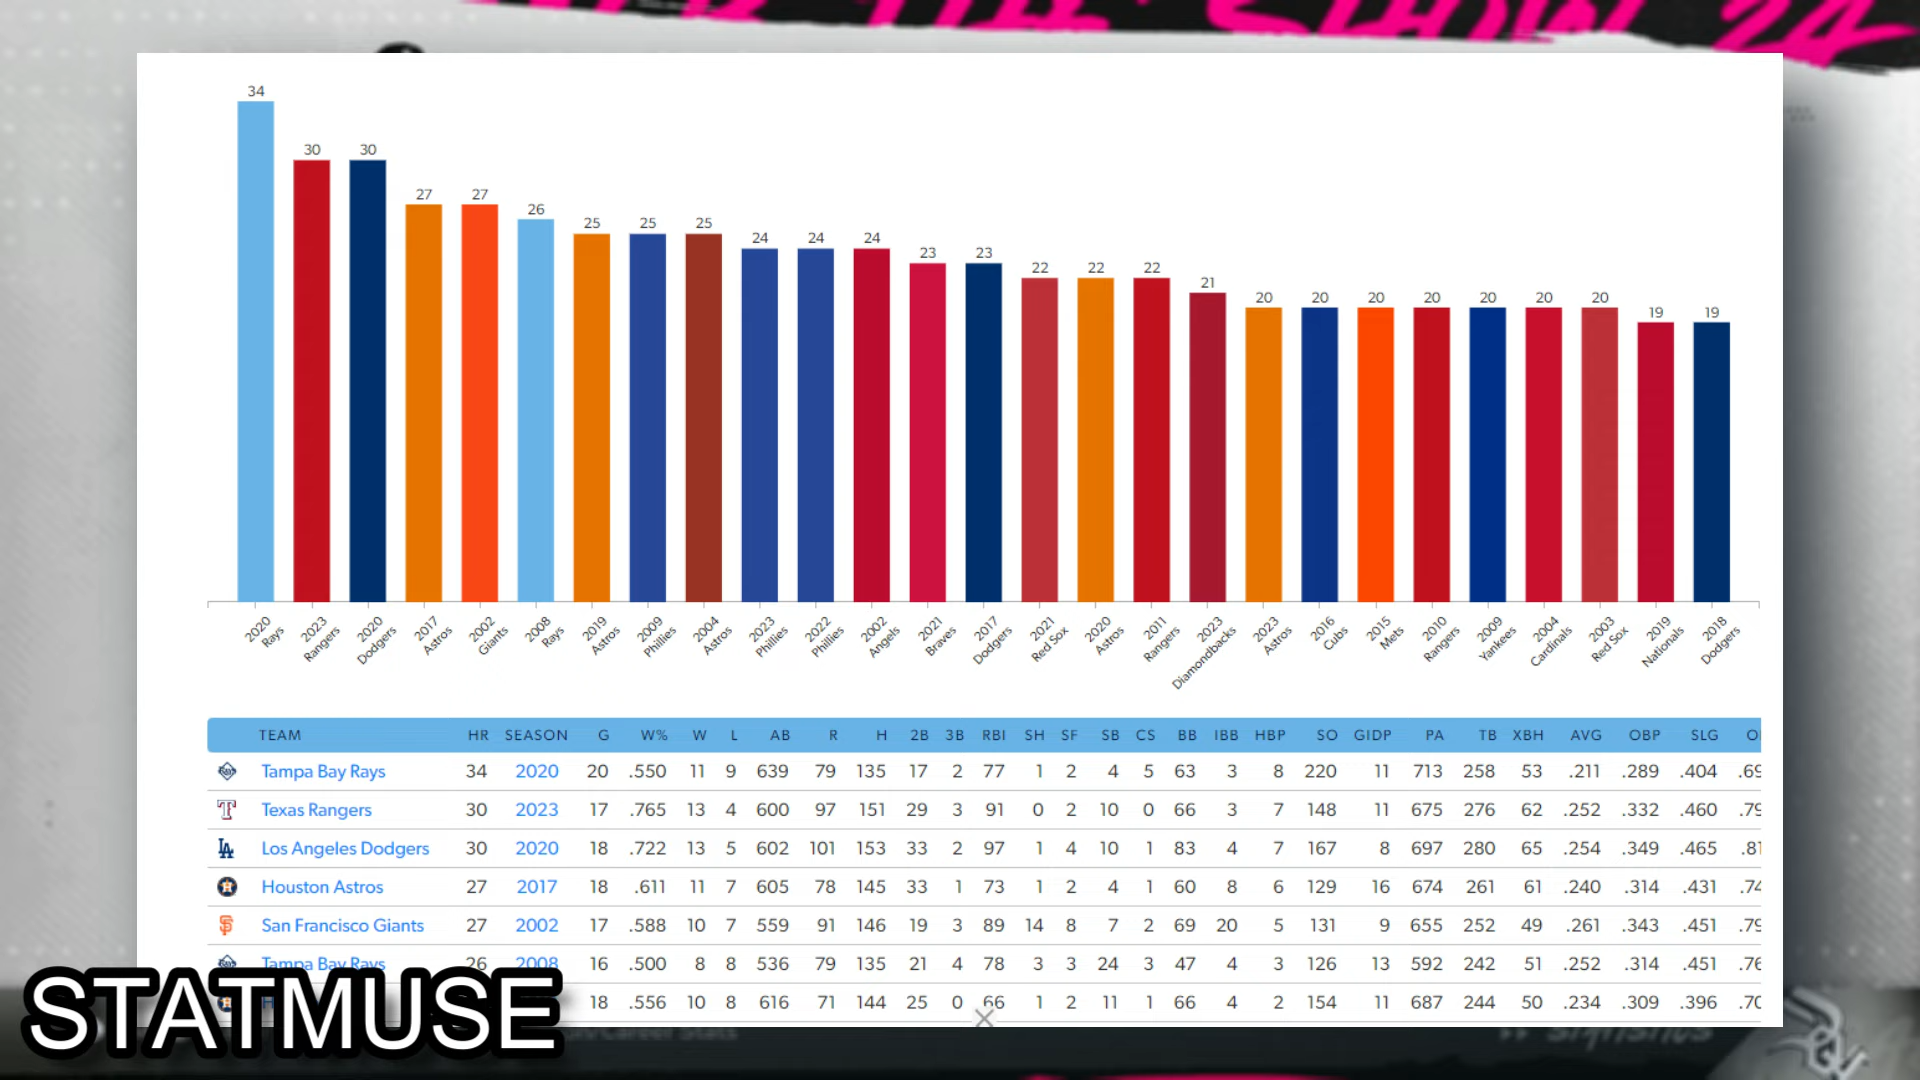 THE SHOW 24
34
30
30
27
27
26
25
25
25
24
24
24
23
23
22
22
22
21
20
20
20
20
20
20
20
19
19
2020 Rays
2023 Rangers
2020 Dodgers
2017 Astros
2002 Giants
2008 Rays
2019 Astros
2009 Phillies
2004 Astros
2023 Phillies
2022 Phillies
2002 Angels
2021 Braves
2017 Dodgers
2021 Red Sox
2020 Astros
2011 Rangers
2023 Diamondbacks
2023 Astros
2016 Cubs
2015 Mets
2010 Rangers
2009 Yankees
2004 Cardinals
2003 Red Sox
2019 Nationals
2018 Dodgers
TEAM HR SEASON G W% W L AB R H 2B 3B RBI SH SF SB CS BB IBB HBP SO GIDP PA TB XBH AVG OBP SLG
Tampa Bay Rays 34 2020 20 .550 11 9 639 79 135 17 2 77 1 2 4 5 63 3 8 220 11 713 258 53 .211 .289 .404 .69
Texas Rangers 30 2023 17 .765 13 4 600 97 151 29 3 91 0 2 10 0 66 3 7 148 11 675 276 62 .252 .332 .460 .79
Los Angeles Dodgers 30 2020 18 .722 13 5 602 101 153 33 2 97 1 4 10 1 83 4 7 167 8 697 280 65 .254 .349 .465 .81
Houston Astros 27 2017 18 .611 11 7 605 78 145 33 1 73 1 2 4 1 60 8 6 129 16 674 261 61 .240 .314 .431 .74
San Francisco Giants 27 2002 17 .588 10 7 559 91 146 19 3 89 14 8 7 2 69 20 5 131 9 655 252 49 .261 .343 .451 .79
Tampa Bay Rays 26 2008 16 .500 8 8 536 79 135 21 4 78 3 3 24 3 47 4 3 126 13 592 242 51 .252 .314 .451 .76
18 .556 10 8 616 71 144 25 0 66 1 2 11 1 66 4 2 154 11 687 244 50 .234 .309 .396 .70
STATMUSE